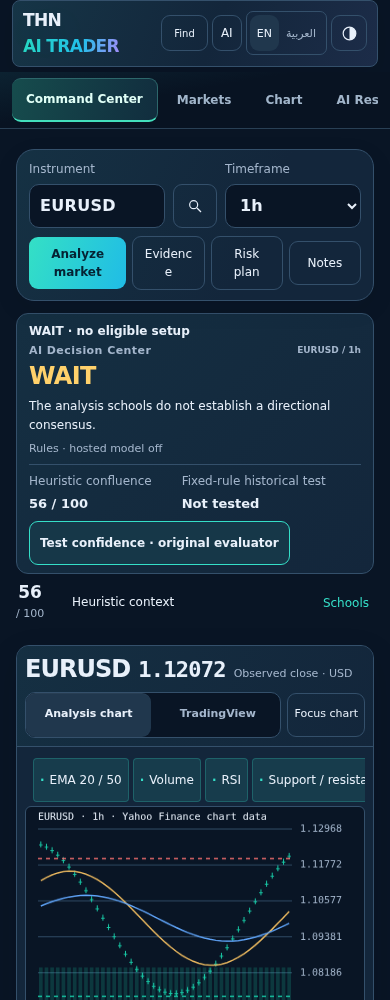 THN
AI TRADER
Find
AI
EN
العربية
Command Center
Markets
Chart
AI Res
Instrument
Timeframe
EURUSD
1h
Analyze
market
Evidenc
e
Risk
plan
Notes
WAIT · no eligible setup
AI Decision Center
EURUSD / 1h
WAIT
The analysis schools do not establish a directional
consensus.
Rules · hosted model off
Heuristic confluence
Fixed-rule historical test
56 / 100
Not tested
Test confidence · original evaluator
56
/ 100
Heuristic context
Schools
EURUSD 1.12072 Observed close · USD
Analysis chart
TradingView
Focus chart
· EMA 20 / 50
· Volume
· RSI
· Support / resista
EURUSD · 1h · Yahoo Finance chart data
1.12968
1.11772
1.10577
1.09381
1.08186